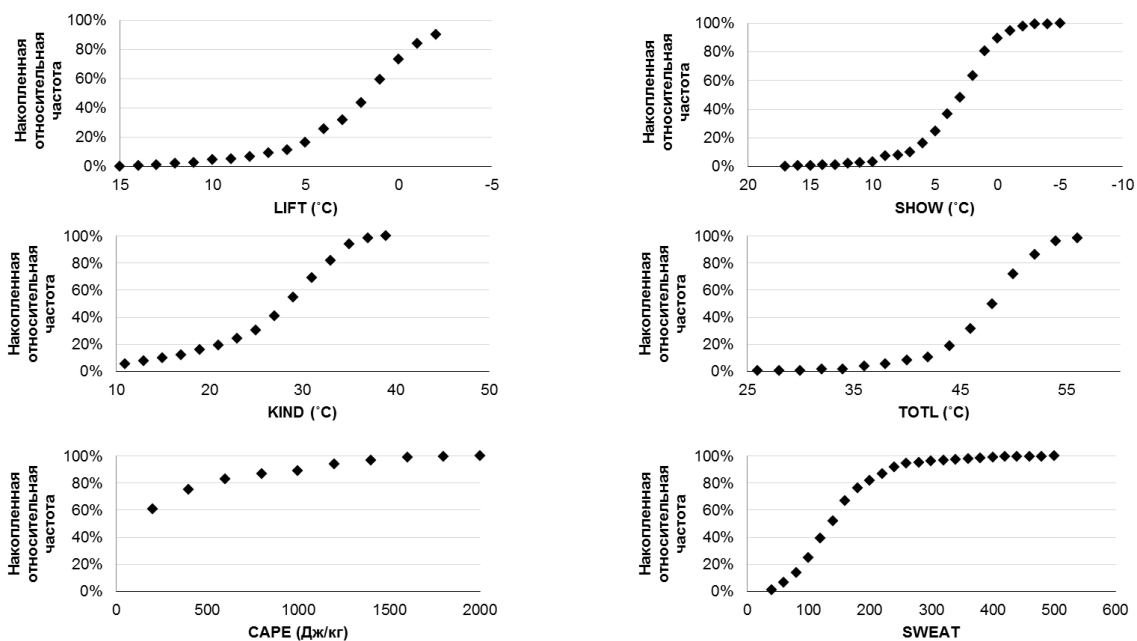 Накопленная
относительная
частота
100%
80%
60%
40%
20%
0%
15
10
5
0
-5
LIFT (˚C)
Накопленная
относительная
частота
100%
80%
60%
40%
20%
0%
20
15
10
5
0
-5
-10
SHOW (˚C)
Накопленная
относительная
частота
100%
80%
60%
40%
20%
0%
10
20
30
40
50
KIND (˚C)
Накопленная
относительная
частота
100%
80%
60%
40%
20%
0%
25
35
45
55
TOTL (˚C)
Накопленная
относительная
частота
100%
80%
60%
40%
20%
0%
0
500
1000
1500
2000
CAPE (Дж/кг)
Накопленная
относительная
частота
100%
80%
60%
40%
20%
0%
0
100
200
300
400
500
600
SWEAT